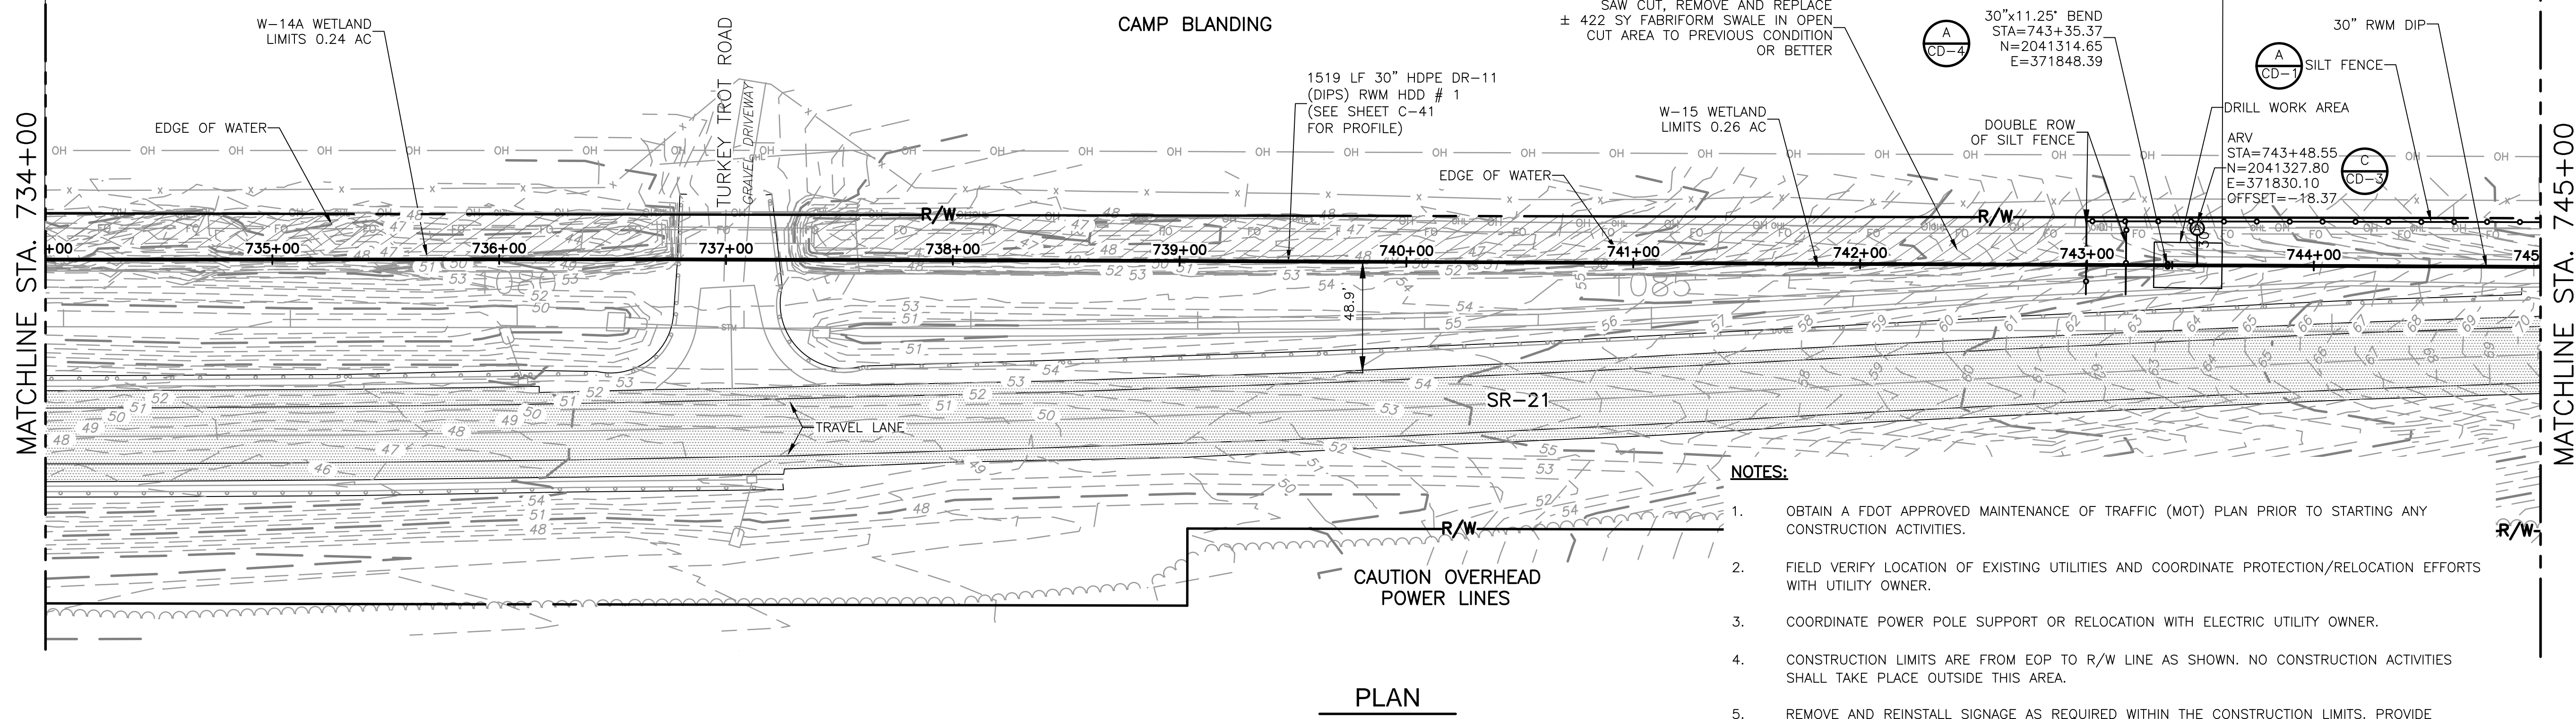 MATCHLINE STA. 734+00
W-14A WETLAND
LIMITS 0.24 AC
EDGE OF WATER
TURKEY TROT ROAD
GRAVEL DRIVEWAY
CAMP BLANDING
1519 LF 30" HDPE DR-11
(DIPS) RWM HDD # 1
(SEE SHEET C-41
FOR PROFILE)
SAW CUT, REMOVE AND REPLACE
± 422 SY FABRIFORM SWALE IN OPEN
CUT AREA TO PREVIOUS CONDITION
OR BETTER
W-15 WETLAND
LIMITS 0.26 AC
EDGE OF WATER
A
CD-4
30"x11.25° BEND
STA=743+35.37
N=2041314.65
E=371848.39
DOUBLE ROW
OF SILT FENCE
30" RWM DIP
A
CD-1
SILT FENCE
DRILL WORK AREA
ARV
STA=743+48.55
N=2041327.80
E=371830.10
OFFSET=-18.37
C
CD-3
MATCHLINE STA. 745+00
R/W
R/W
+00
735+00
736+00
737+00
738+00
739+00
740+00
741+00
742+00
743+00
744+00
745
1086
1085
48.9'
30'
STM
SR-21
TRAVEL LANE
R/W
R/W
CAUTION OVERHEAD
POWER LINES
PLAN
NOTES:
1. OBTAIN A FDOT APPROVED MAINTENANCE OF TRAFFIC (MOT) PLAN PRIOR TO STARTING ANY
CONSTRUCTION ACTIVITIES.
2. FIELD VERIFY LOCATION OF EXISTING UTILITIES AND COORDINATE PROTECTION/RELOCATION EFFORTS
WITH UTILITY OWNER.
3. COORDINATE POWER POLE SUPPORT OR RELOCATION WITH ELECTRIC UTILITY OWNER.
4. CONSTRUCTION LIMITS ARE FROM EOP TO R/W LINE AS SHOWN. NO CONSTRUCTION ACTIVITIES
SHALL TAKE PLACE OUTSIDE THIS AREA.
5. REMOVE AND REINSTALL SIGNAGE AS REQUIRED WITHIN THE CONSTRUCTION LIMITS. PROVIDE